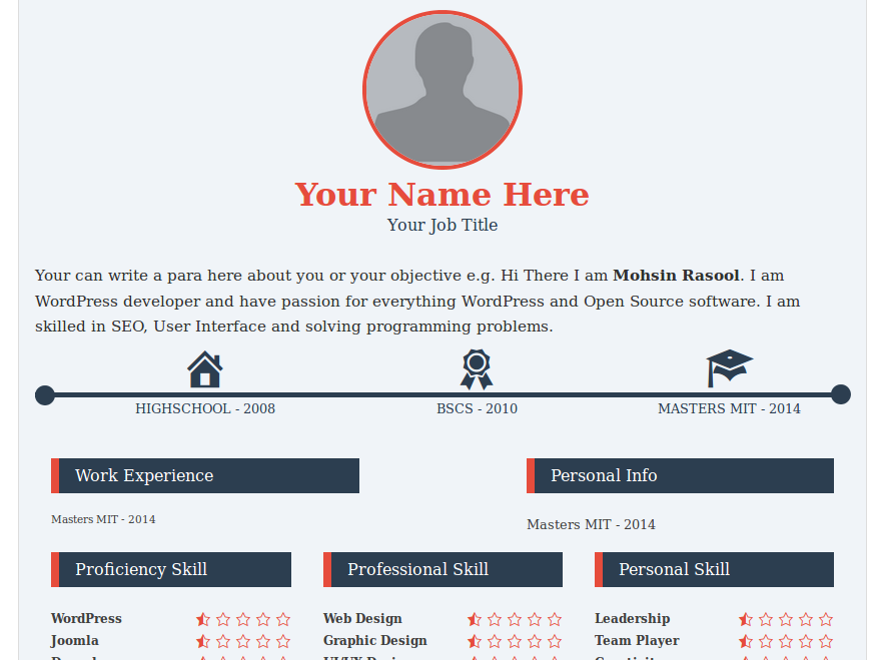 Your Name Here
Your Job Title
Your can write a para here about you or your objective e.g. Hi There I am Mohsin Rasool. I am
WordPress developer and have passion for everything WordPress and Open Source software. I am
skilled in SEO, User Interface and solving programming problems.
HIGHSCHOOL - 2008 BSCS - 2010 MASTERS MIT - 2014
Work Experience Personal Info
Masters MIT - 2014 Masters MIT - 2014
Proficiency Skill Professional Skill Personal Skill
WordPress Web Design Leadership
Joomla Graphic Design Team Player